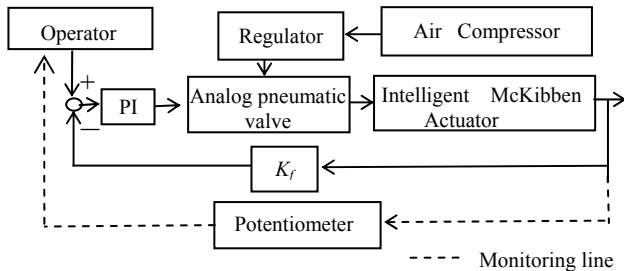 Operator
Regulator
Air Compressor
+
PI
Analog pneumatic
valve
Intelligent McKibben
Actuator
−
K_f
Potentiometer
Monitoring line